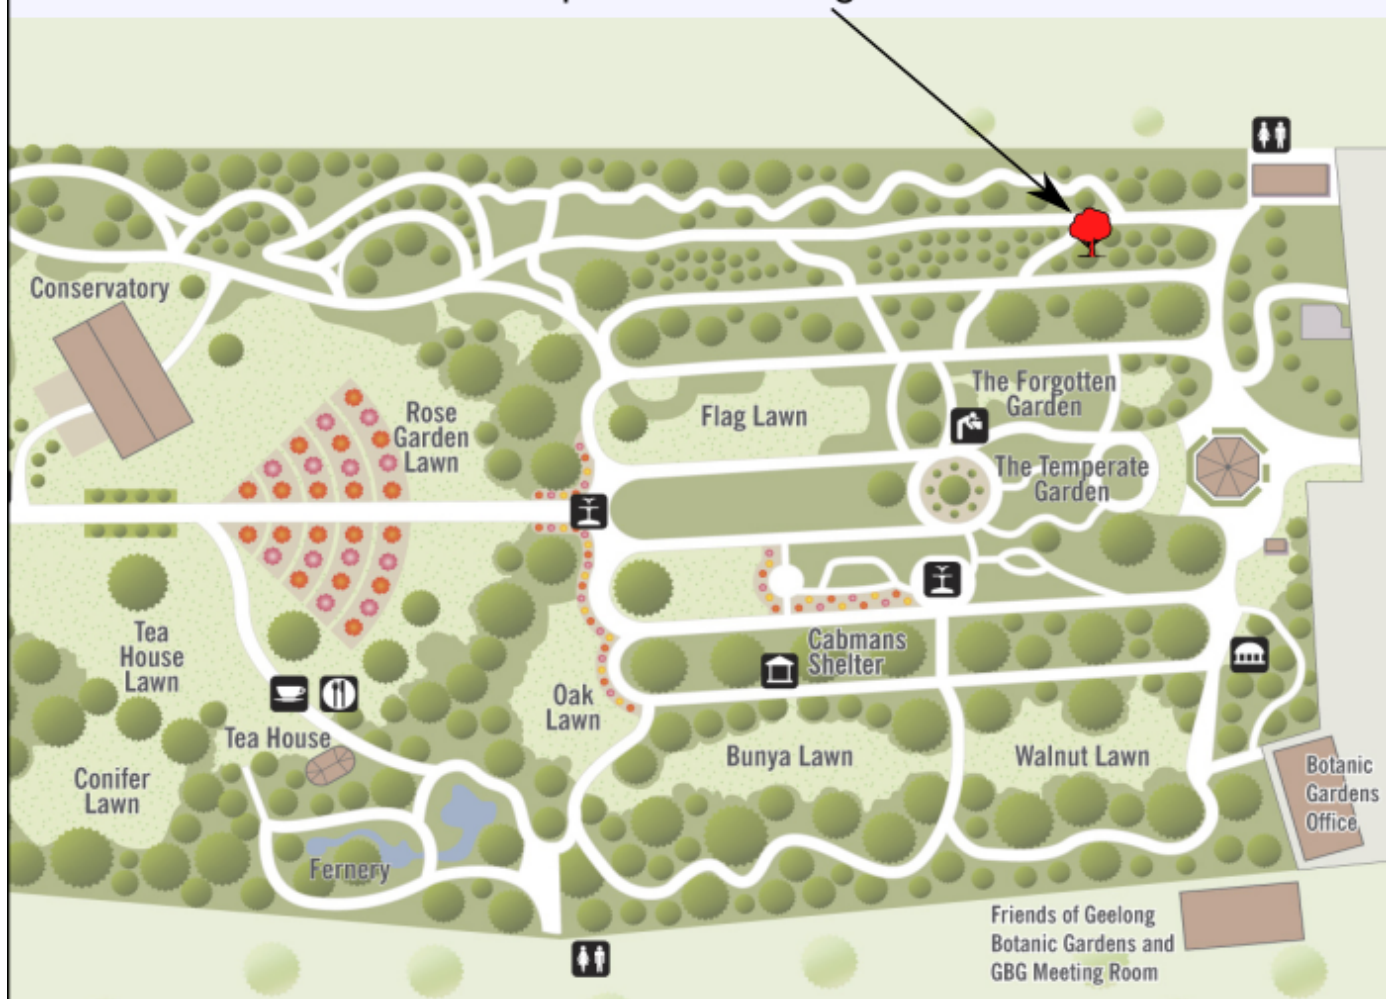 Conservatory
Rose
Garden
Lawn
Flag Lawn
The Forgotten
Garden
The Temperate
Garden
Tea
House
Lawn
Cabmans
Shelter
Oak
Lawn
Tea House
Bunya Lawn
Walnut Lawn
Conifer
Lawn
Botanic
Gardens
Office
Fernery
Friends of Geelong
Botanic Gardens and
GBG Meeting Room